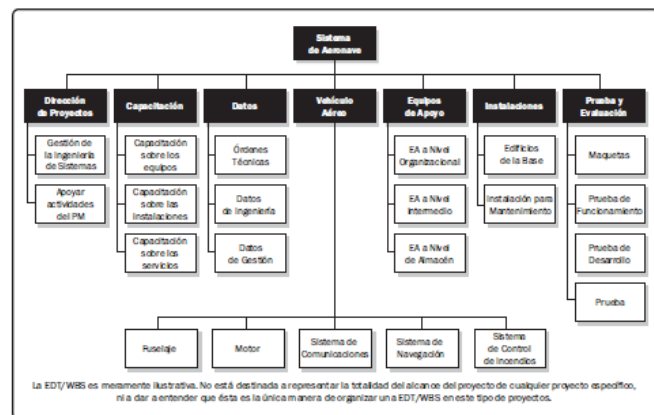 Sistema
de Aeronave
Dirección
de Proyectos
Capacitación
Datos
Vehículo
Aéreo
Equipos
de Apoyo
Instalaciones
Prueba y
Evaluación
Gestión de
la Ingeniería
de Sistemas
Apoyar
actividades
del PM
Capacitación
sobre los
equipos
Capacitación
sobre las
Instalaciones
Capacitación
sobre los
servicios
Órdenes
Técnicas
Datos
de Ingeniería
Datos
de Gestión
EA a Nivel
Organizacional
EA a Nivel
Intermedio
EA a Nivel
de Almacén
Edificios
de la Base
Instalación para
Mantenimiento
Maquetas
Prueba de
Funcionamiento
Prueba de
Desarrollo
Prueba
Fuselaje
Motor
Sistema de
Comunicaciones
Sistema de
Navegación
Sistema
de Control de
Incendios
La EDT/WBS es meramente ilustrativa. No está destinada a representar la totalidad del alcance del proyecto de cualquier proyecto específico,
ni a dar a entender que ésta es la única manera de organizar una EDT/WBS en este tipo de proyectos.